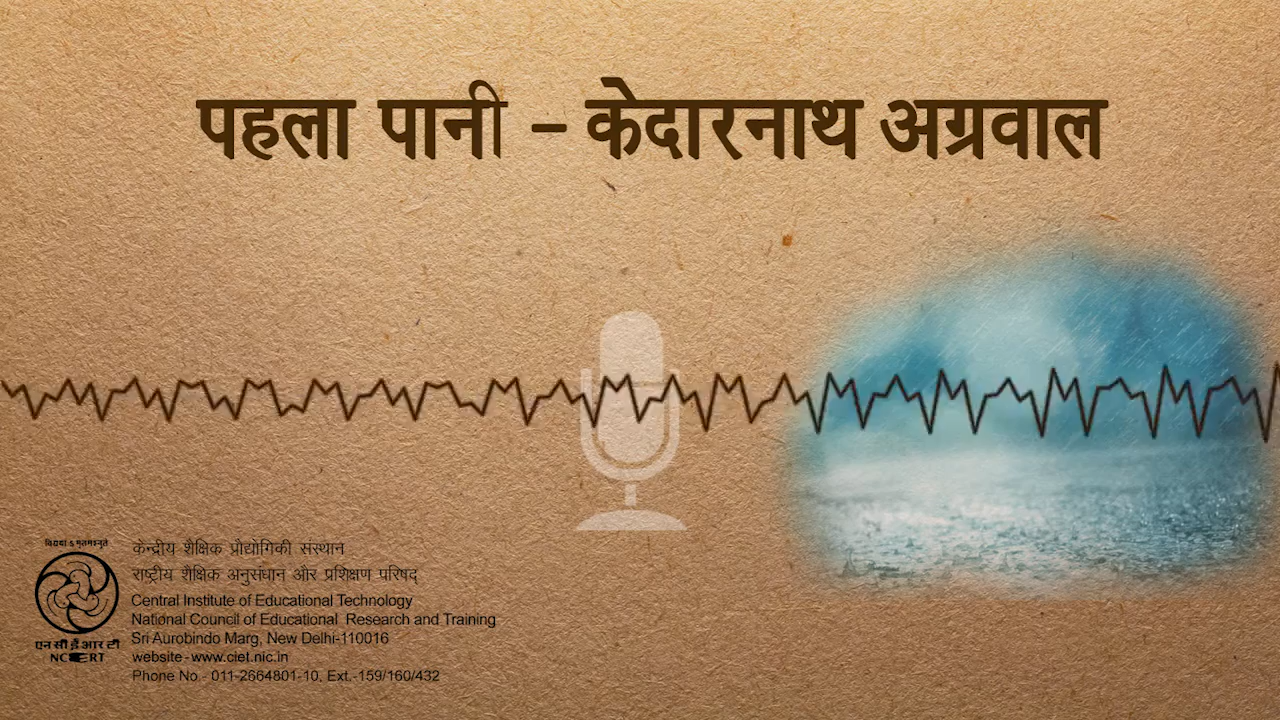 पहला पानी - केदारनाथ अग्रवाल
विद्यया ऽ मृतमश्नुते
एन सी ई आर टी
NCERT
केन्द्रीय शैक्षिक प्रौद्योगिकी संस्थान
राष्ट्रीय शैक्षिक अनुसंधान और प्रशिक्षण परिषद्
Central Institute of Educational Technology
National Council of Educational Research and Training
Sri Aurobindo Marg, New Delhi-110016
website - www.ciet.nic.in
Phone No.- 011-2664801-10, Ext.-159/160/432